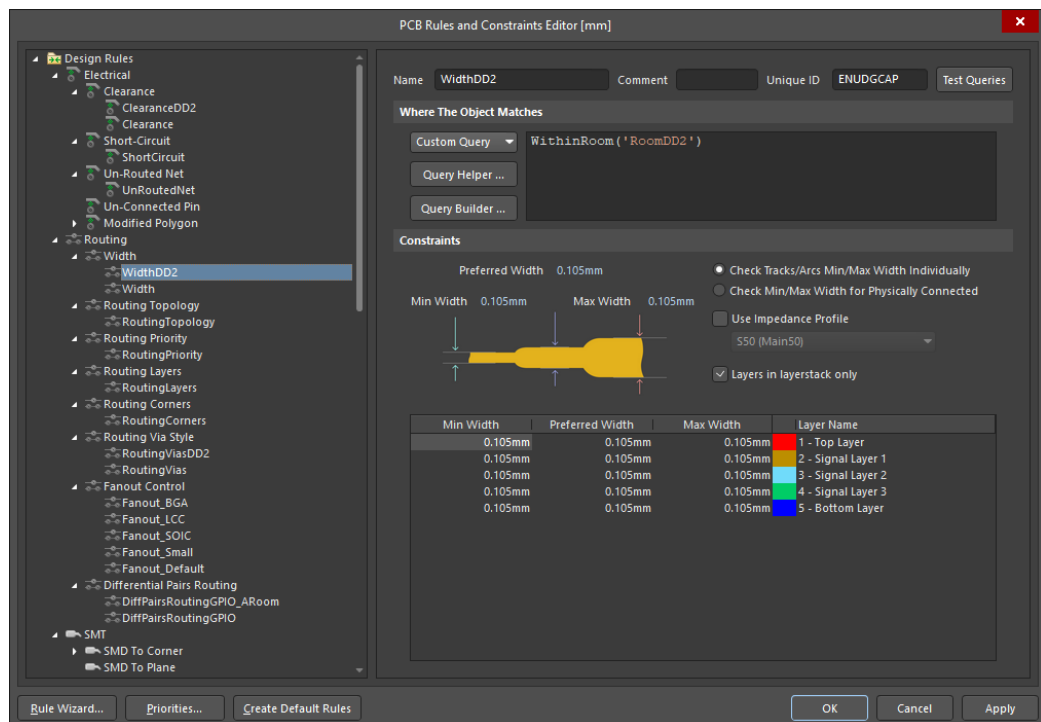 PCB Rules and Constraints Editor [mm]
Design Rules
Electrical
Clearance
ClearanceDD2
Clearance
Short-Circuit
ShortCircuit
Un-Routed Net
UnRoutedNet
Un-Connected Pin
Modified Polygon
Routing
Width
WidthDD2
Width
Routing Topology
RoutingTopology
Routing Priority
RoutingPriority
Routing Layers
RoutingLayers
Routing Corners
RoutingCorners
Routing Via Style
RoutingViasDD2
RoutingVias
Fanout Control
Fanout_BGA
Fanout_LCC
Fanout_SOIC
Fanout_Small
Fanout_Default
Differential Pairs Routing
DiffPairsRoutingGPIO_ARoom
DiffPairsRoutingGPIO
SMT
SMD To Corner
SMD To Plane
Name WidthDD2 Comment Unique ID ENUDGCAP Test Queries
Where The Object Matches
Custom Query WithinRoom('RoomDD2')
Query Helper ...
Query Builder ...
Constraints
Preferred Width 0.105mm
Min Width 0.105mm Max Width 0.105mm
Check Tracks/Arcs Min/Max Width Individually
Check Min/Max Width for Physically Connected
Use Impedance Profile
S50 (Main50)
Layers in layerstack only
Min Width Preferred Width Max Width Layer Name
0.105mm 0.105mm 0.105mm 1 - Top Layer
0.105mm 0.105mm 0.105mm 2 - Signal Layer 1
0.105mm 0.105mm 0.105mm 3 - Signal Layer 2
0.105mm 0.105mm 0.105mm 4 - Signal Layer 3
0.105mm 0.105mm 0.105mm 5 - Bottom Layer
Rule Wizard... Priorities... Create Default Rules OK Cancel Apply